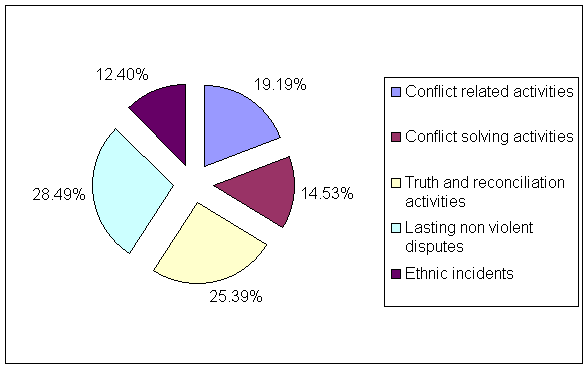 12.40%
19.19%
28.49%
14.53%
25.39%
Conflict related activities
Conflict solving activities
Truth and reconciliation
activities
Lasting non violent
disputes
Ethnic incidents